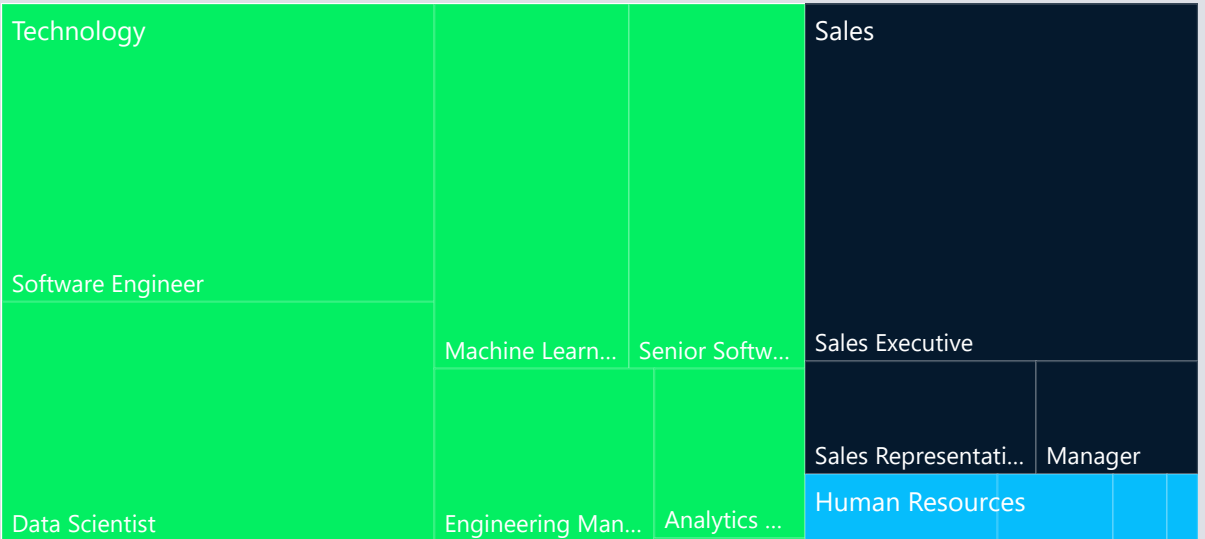 Technology
Software Engineer
Data Scientist
Machine Learn...
Senior Softw...
Engineering Man...
Analytics ...
Sales
Sales Executive
Sales Representati...
Manager
Human Resources